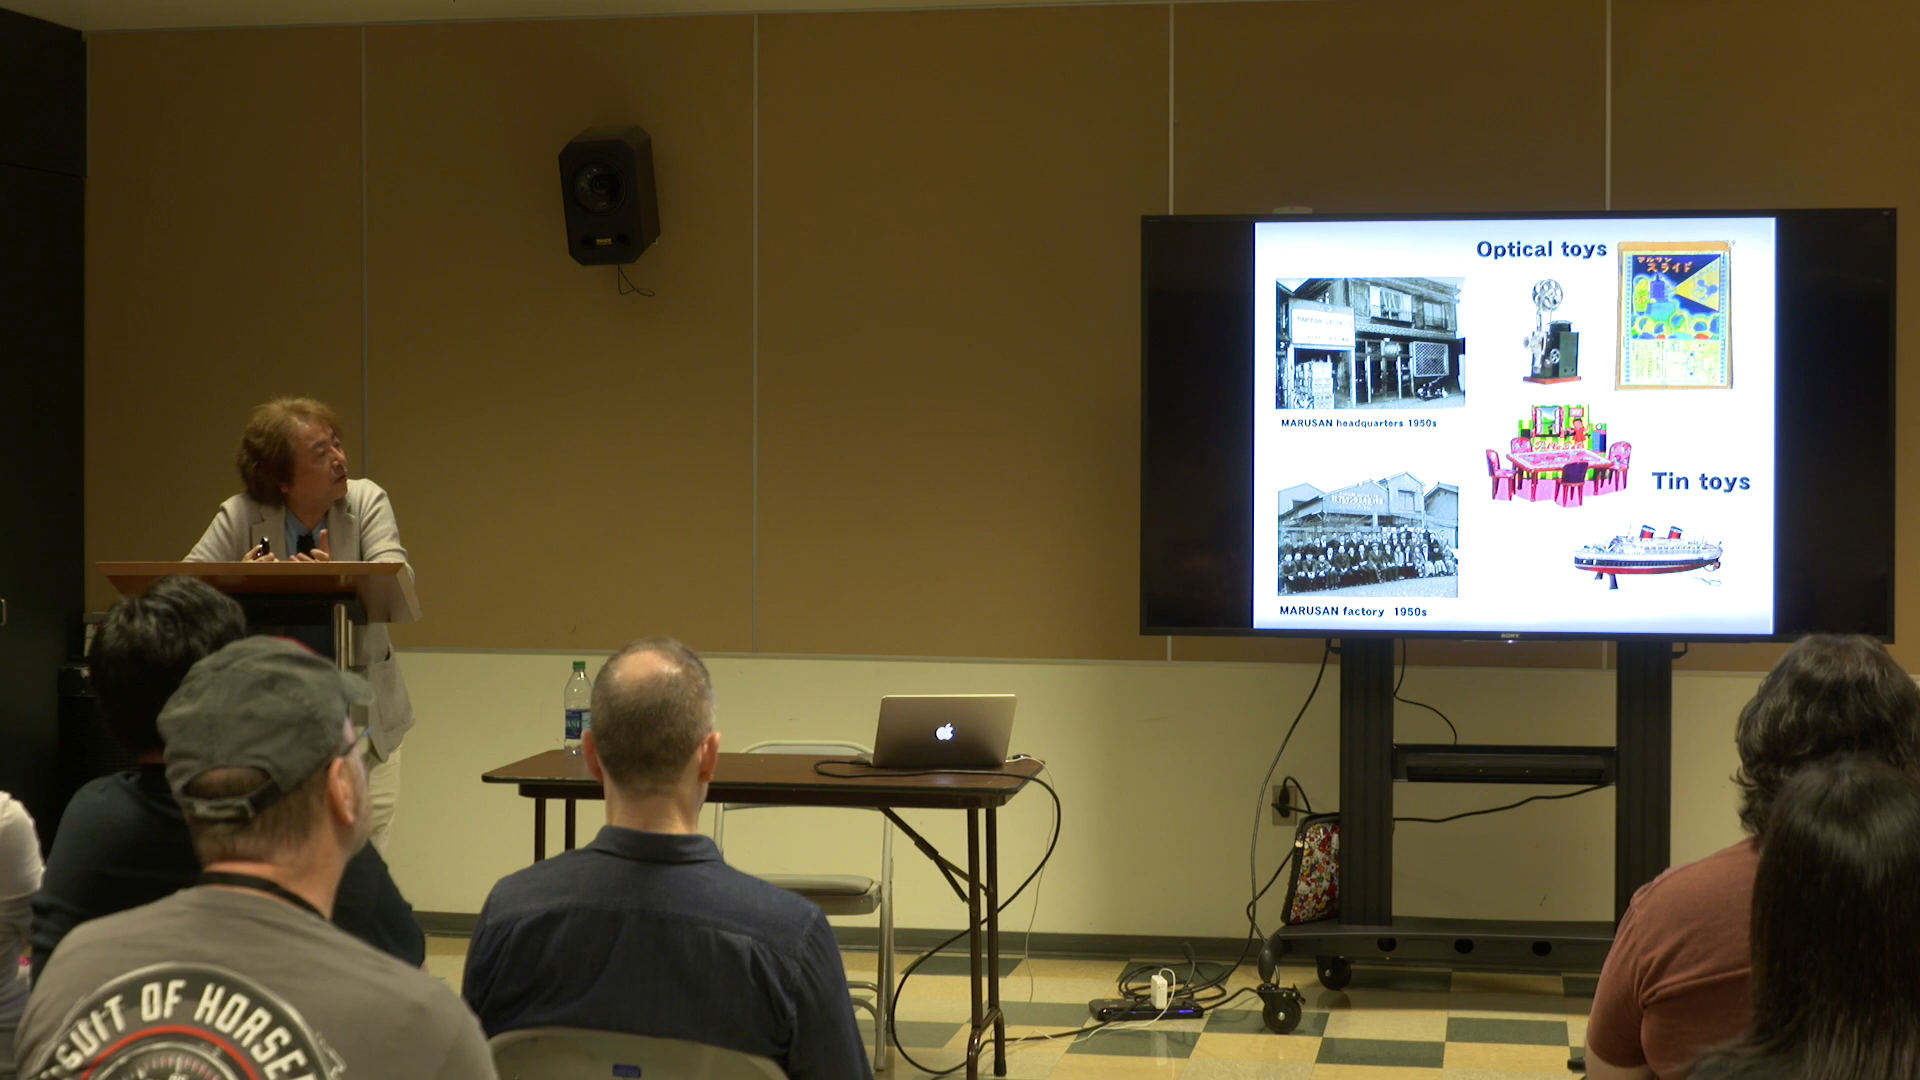 Optical toys
マルサン
スライド
MARUSAN headquarters 1950s
Tin toys
MARUSAN factory 1950s
SONY
SUIT OF HORSE